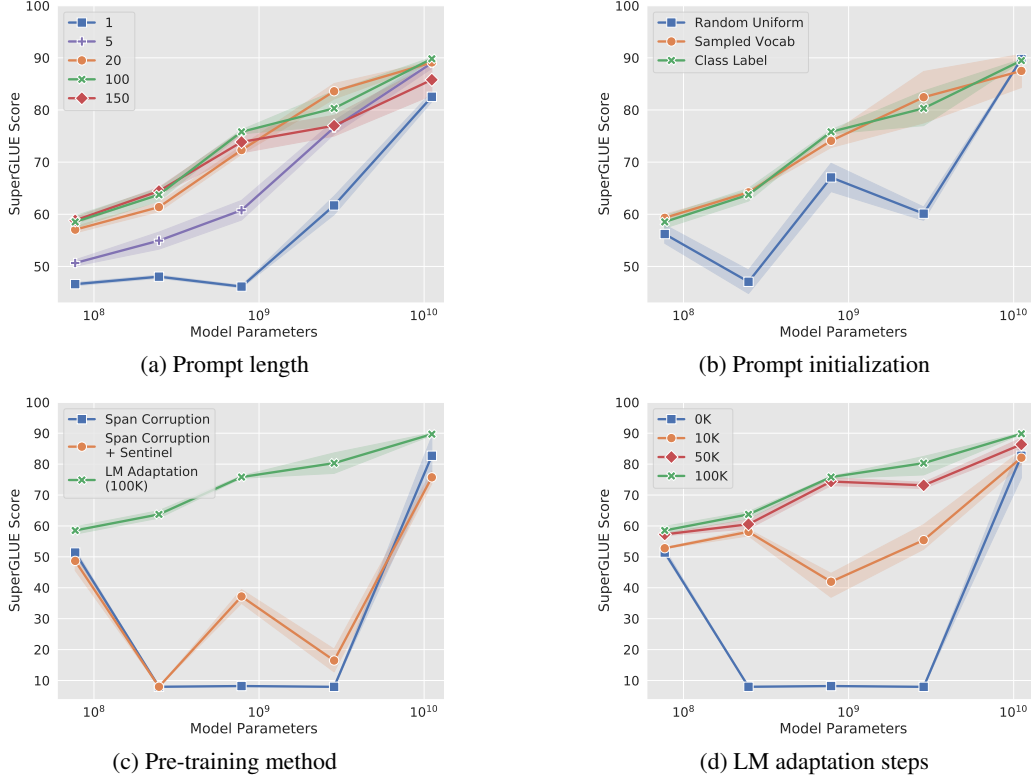 SuperGLUE Score
100
90
80
70
60
50
1
5
20
100
150
10^8
10^9
10^10
Model Parameters
(a) Prompt length
SuperGLUE Score
100
90
80
70
60
50
Random Uniform
Sampled Vocab
Class Label
10^8
10^9
10^10
Model Parameters
(b) Prompt initialization
SuperGLUE Score
100
90
80
70
60
50
40
30
20
10
Span Corruption
Span Corruption
+ Sentinel
LM Adaptation
(100K)
10^8
10^9
10^10
Model Parameters
(c) Pre-training method
SuperGLUE Score
100
90
80
70
60
50
40
30
20
10
0K
10K
50K
100K
10^8
10^9
10^10
Model Parameters
(d) LM adaptation steps